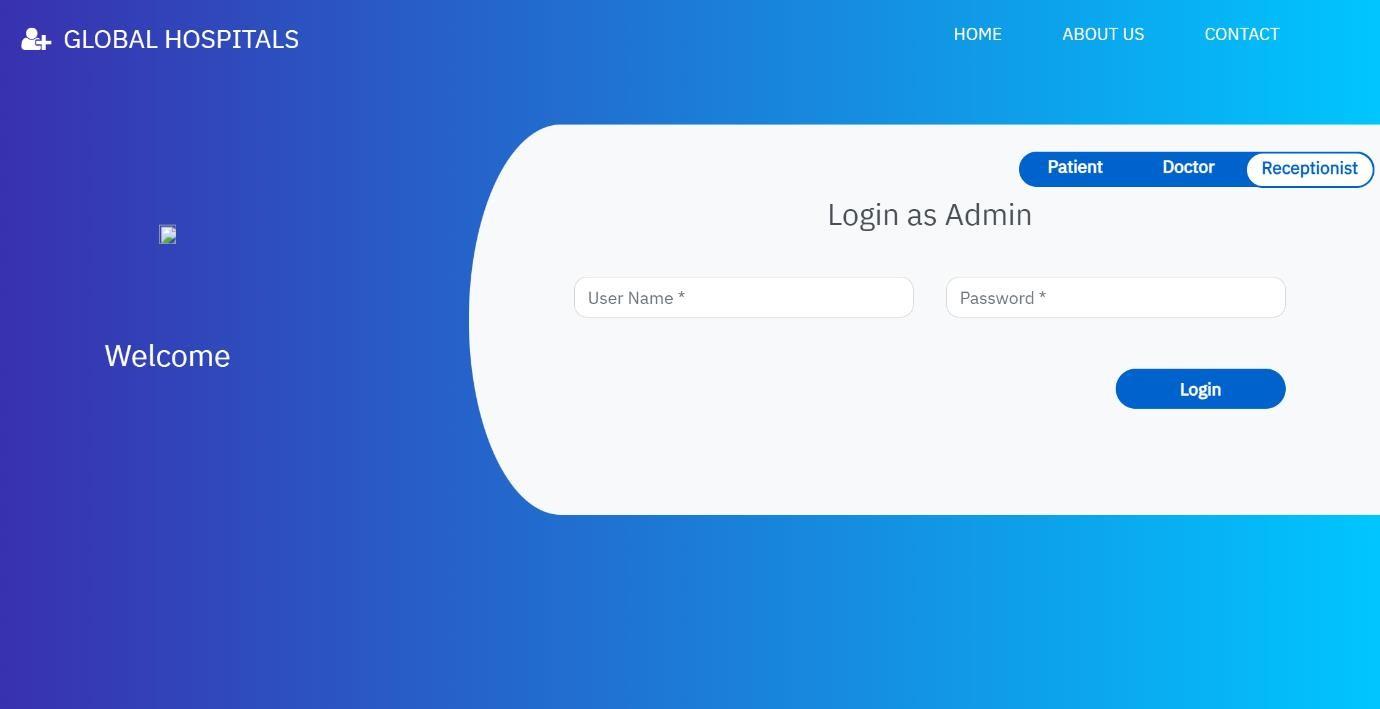 GLOBAL HOSPITALS
HOME
ABOUT US
CONTACT
Patient
Doctor
Receptionist
Login as Admin
User Name *
Password *
Welcome
Login